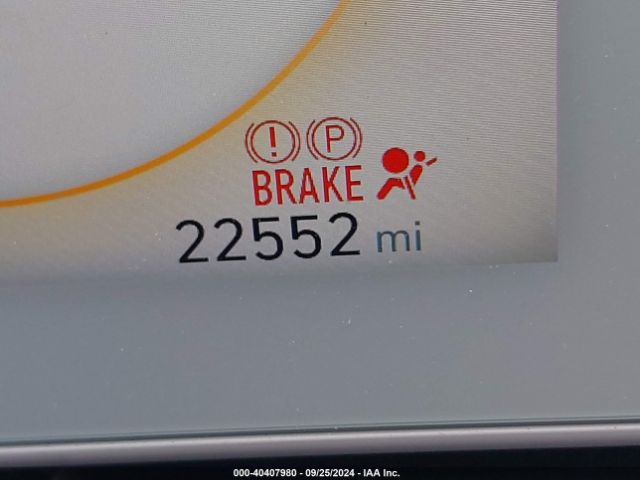 (!) (P)
BRAKE
22552 mi
000-40407980 - 09/25/2024 - IAA Inc.